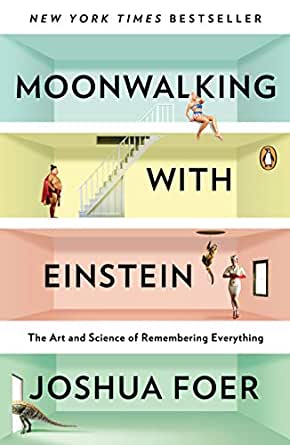 NEW YORK TIMES BESTSELLER
MOONWALKING
WITH
EINSTEIN
The Art and Science of Remembering Everything
JOSHUA FOER